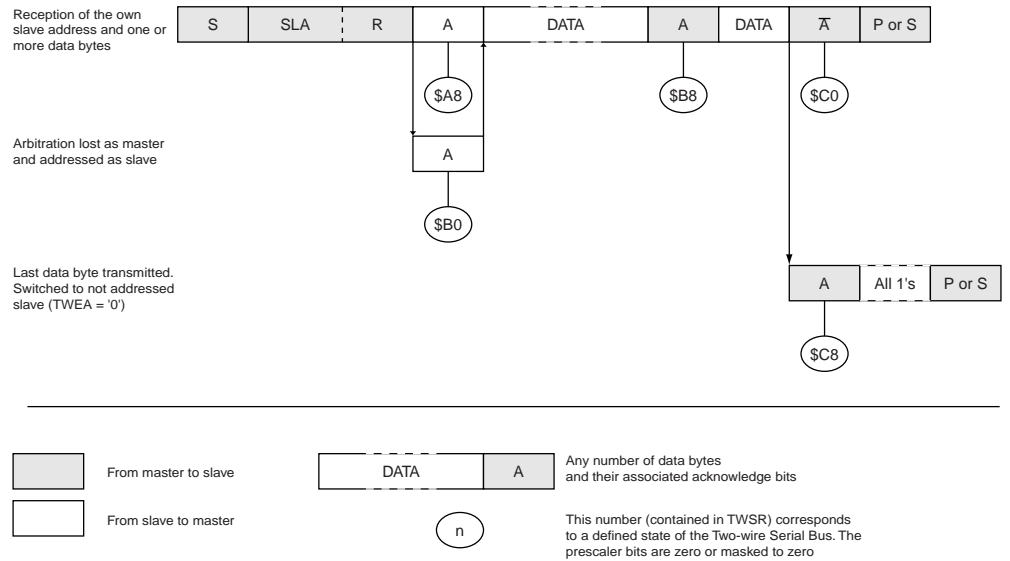 Reception of the own
slave address and one or
more data bytes
S SLA R A DATA A DATA A̅ P or S
$A8 $B8 $C0
Arbitration lost as master
and addressed as slave
A
$B0
Last data byte transmitted.
Switched to not addressed
slave (TWEA = '0')
A All 1's P or S
$C8
From master to slave
DATA A
Any number of data bytes
and their associated acknowledge bits
From slave to master
n
This number (contained in TWSR) corresponds
to a defined state of the Two-wire Serial Bus. The
prescaler bits are zero or masked to zero